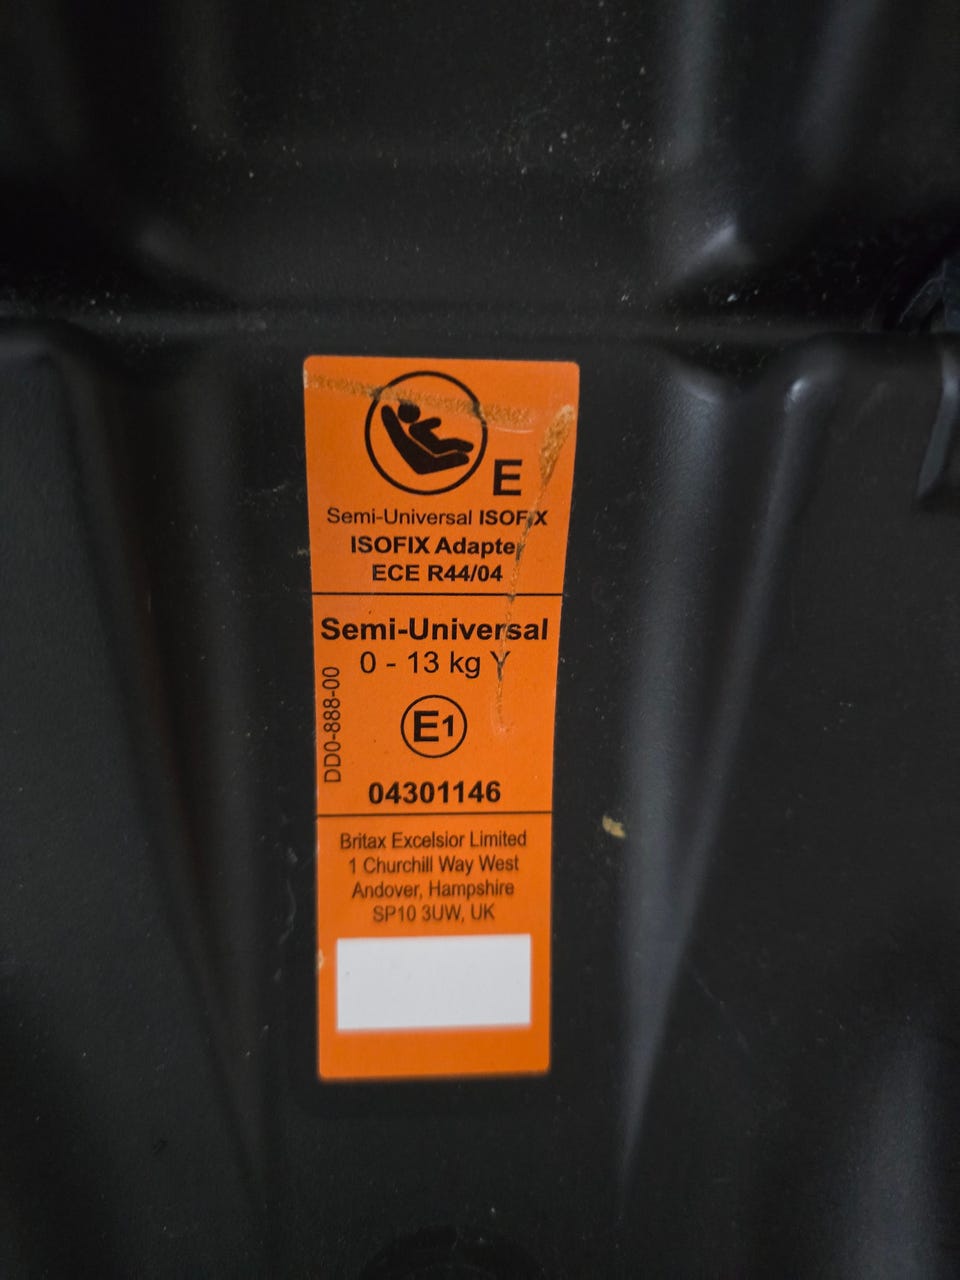 E
Semi-Universal ISOFIX
ISOFIX Adapter
ECE R44/04
Semi-Universal
0 - 13 kg Y
DD0-888-00
E1
04301146
Britax Excelsior Limited
1 Churchill Way West
Andover, Hampshire
SP10 3UW, UK